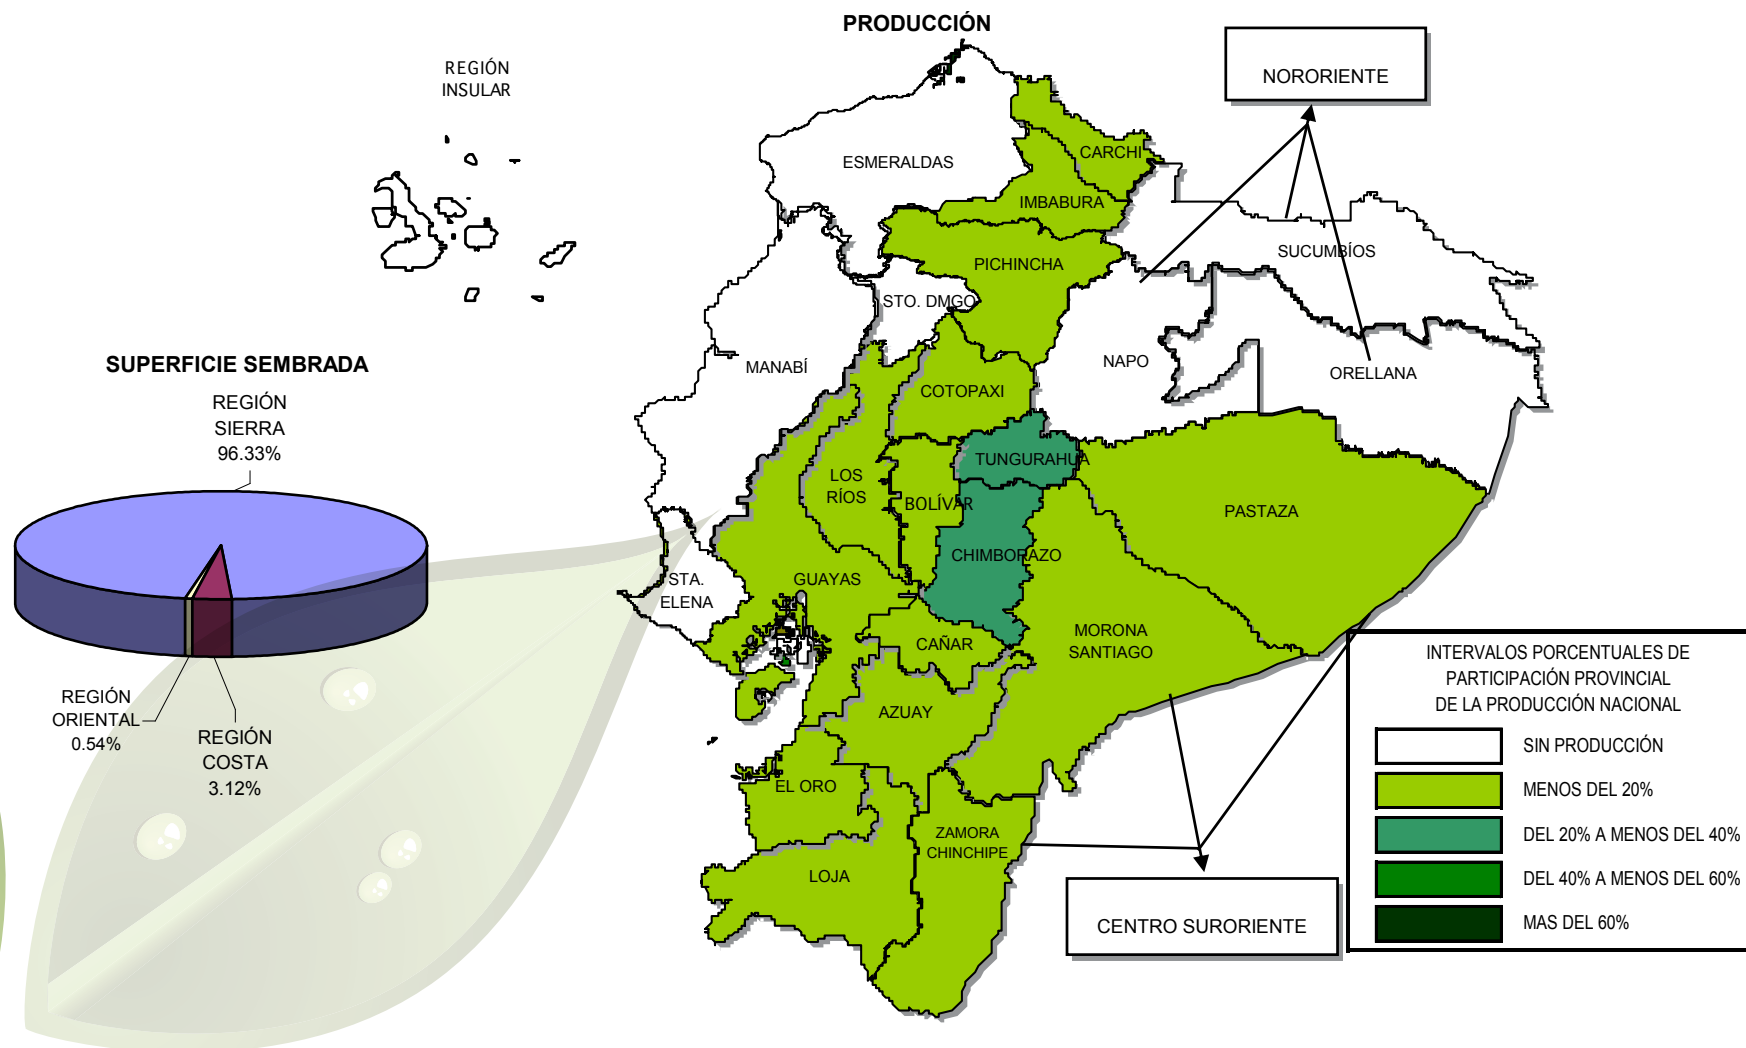 PRODUCCIÓN
REGIÓN
INSULAR
NORORIENTE
CARCHI
ESMERALDAS
IMBABURA
SUCUMBÍOS
PICHINCHA
STO. DMGO
SUPERFICIE SEMBRADA
MANABÍ
NAPO
ORELLANA
COTOPAXI
REGIÓN
SIERRA
96.33%
TUNGURAHUA
LOS
RÍOS
BOLÍVAR
PASTAZA
CHIMBORAZO
STA.
ELENA
GUAYAS
CAÑAR
MORONA
SANTIAGO
INTERVALOS PORCENTUALES DE
PARTICIPACIÓN PROVINCIAL
DE LA PRODUCCIÓN NACIONAL
SIN PRODUCCIÓN
MENOS DEL 20%
DEL 20% A MENOS DEL 40%
DEL 40% A MENOS DEL 60%
MAS DEL 60%
REGIÓN
ORIENTAL
0.54%
REGIÓN
COSTA
3.12%
AZUAY
EL ORO
ZAMORA
CHINCHIPE
LOJA
CENTRO SURORIENTE